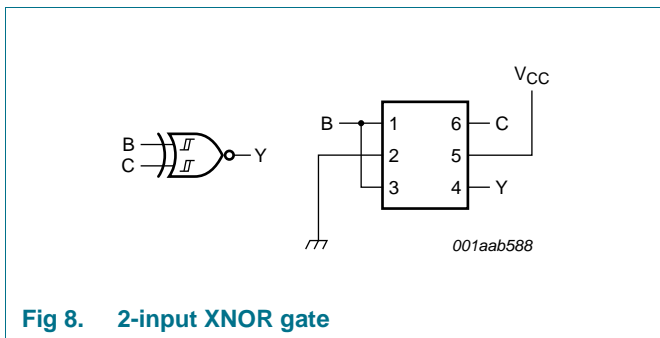 B
C
Y
B
1
2
3
6
5
4
C
Y
VCC
001aab588
Fig 8. 2-input XNOR gate